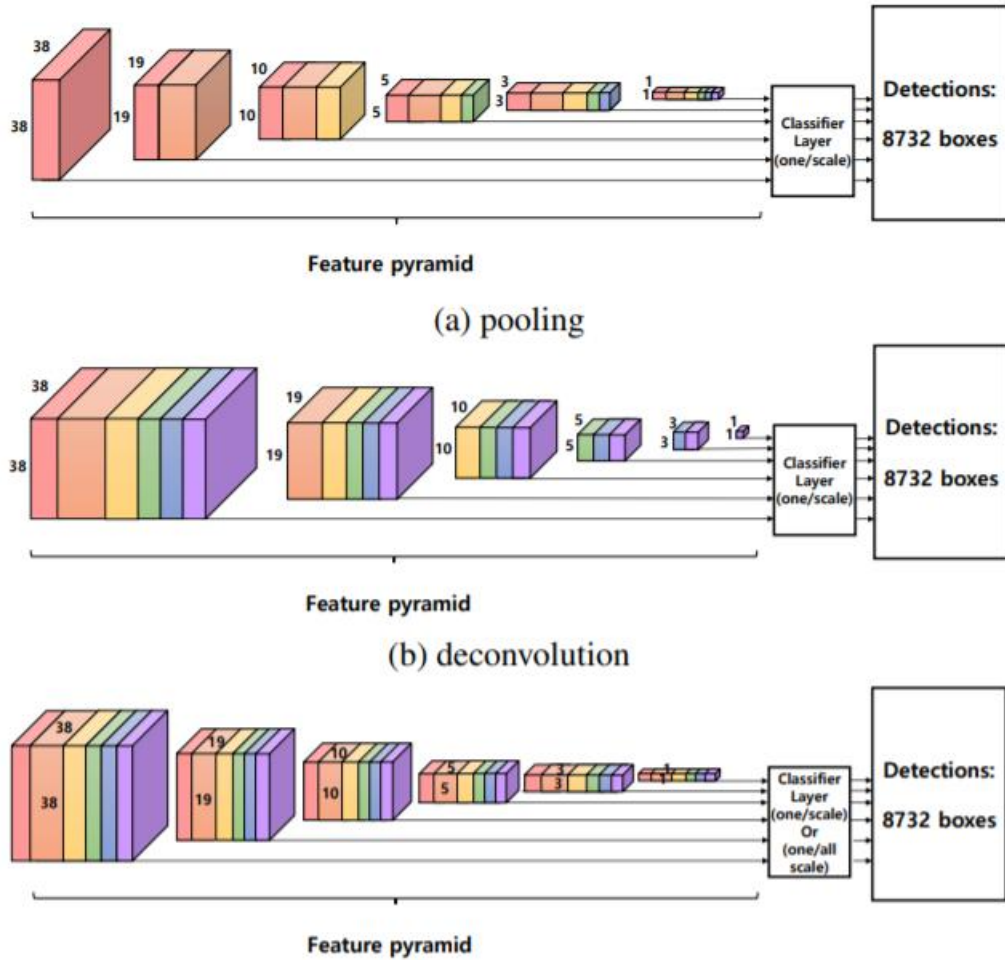 38
38
19
19
10
10
5
5
3
3
1
1
Classifier
Layer
(one/scale)
Detections:
8732 boxes
Feature pyramid
(a) pooling
38
38
19
19
10
10
5
5
3
3
1
1
Classifier
Layer
(one/scale)
Detections:
8732 boxes
Feature pyramid
(b) deconvolution
38
38
19
19
10
10
5
5
3
3
1
1
Classifier
Layer
(one/scale)
Or
(one/all
scale)
Detections:
8732 boxes
Feature pyramid